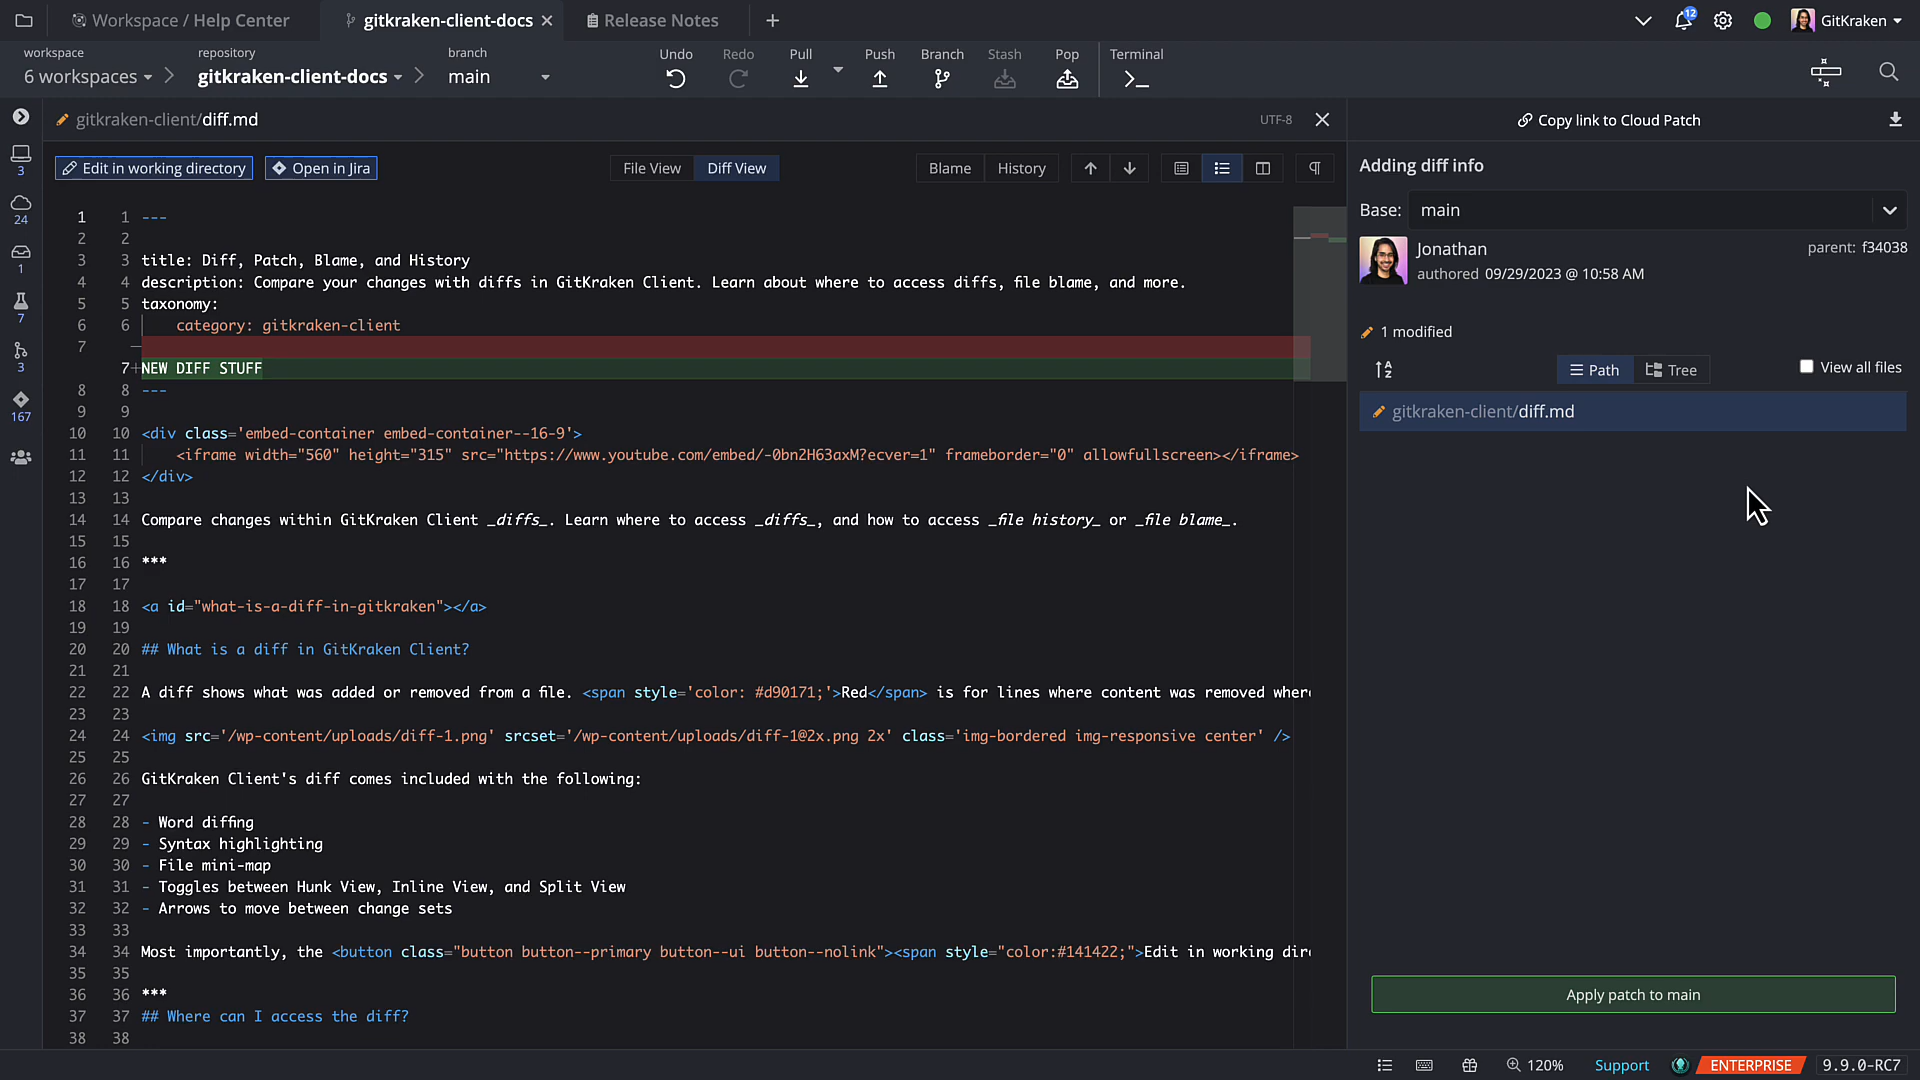 Workspace / Help Center
gitkraken-client-docs
Release Notes
12
GitKraken
workspace
6 workspaces
repository
gitkraken-client-docs
branch
main
Undo
Redo
Pull
Push
Branch
Stash
Pop
Terminal
3
24
1
7
3
167
gitkraken-client/diff.md
UTF-8
Edit in working directory
Open in Jira
File View
Diff View
Blame
History
1 1 ---
2 2
3 3 title: Diff, Patch, Blame, and History
4 4 description: Compare your changes with diffs in GitKraken Client. Learn about where to access diffs, file blame, and more.
5 5 taxonomy:
6 6 category: gitkraken-client
7 –
7 + NEW DIFF STUFF
8 8 ---
9 9
10 10 <div class='embed-container embed-container--16-9'>
11 11 <iframe width="560" height="315" src="https://www.youtube.com/embed/-0bn2H63axM?ecver=1" frameborder="0" allowfullscreen></iframe>
12 12 </div>
13 13
14 14 Compare changes within GitKraken Client _diffs_. Learn where to access _diffs_, and how to access _file history_ or _file blame_.
15 15
16 16 ***
17 17
18 18 <a id="what-is-a-diff-in-gitkraken"></a>
19 19
20 20 ## What is a diff in GitKraken Client?
21 21
22 22 A diff shows what was added or removed from a file. <span style='color: #d90171;'>Red</span> is for lines where content was removed wher
23 23
24 24 <img src='/wp-content/uploads/diff-1.png' srcset='/wp-content/uploads/diff-1@2x.png 2x' class='img-bordered img-responsive center' />
25 25
26 26 GitKraken Client's diff comes included with the following:
27 27
28 28 - Word diffing
29 29 - Syntax highlighting
30 30 - File mini-map
31 31 - Toggles between Hunk View, Inline View, and Split View
32 32 - Arrows to move between change sets
33 33
34 34 Most importantly, the <button class="button button--primary button--ui button--nolink"><span style="color:#141422;">Edit in working dir
35 35
36 36 ***
37 37 ## Where can I access the diff?
38 38
Copy link to Cloud Patch
Adding diff info
Base: main
Jonathan
parent: f34038
authored 09/29/2023 @ 10:58 AM
1 modified
A Z
Path
Tree
View all files
gitkraken-client/diff.md
Apply patch to main
120%
Support
ENTERPRISE
9.9.0-RC7